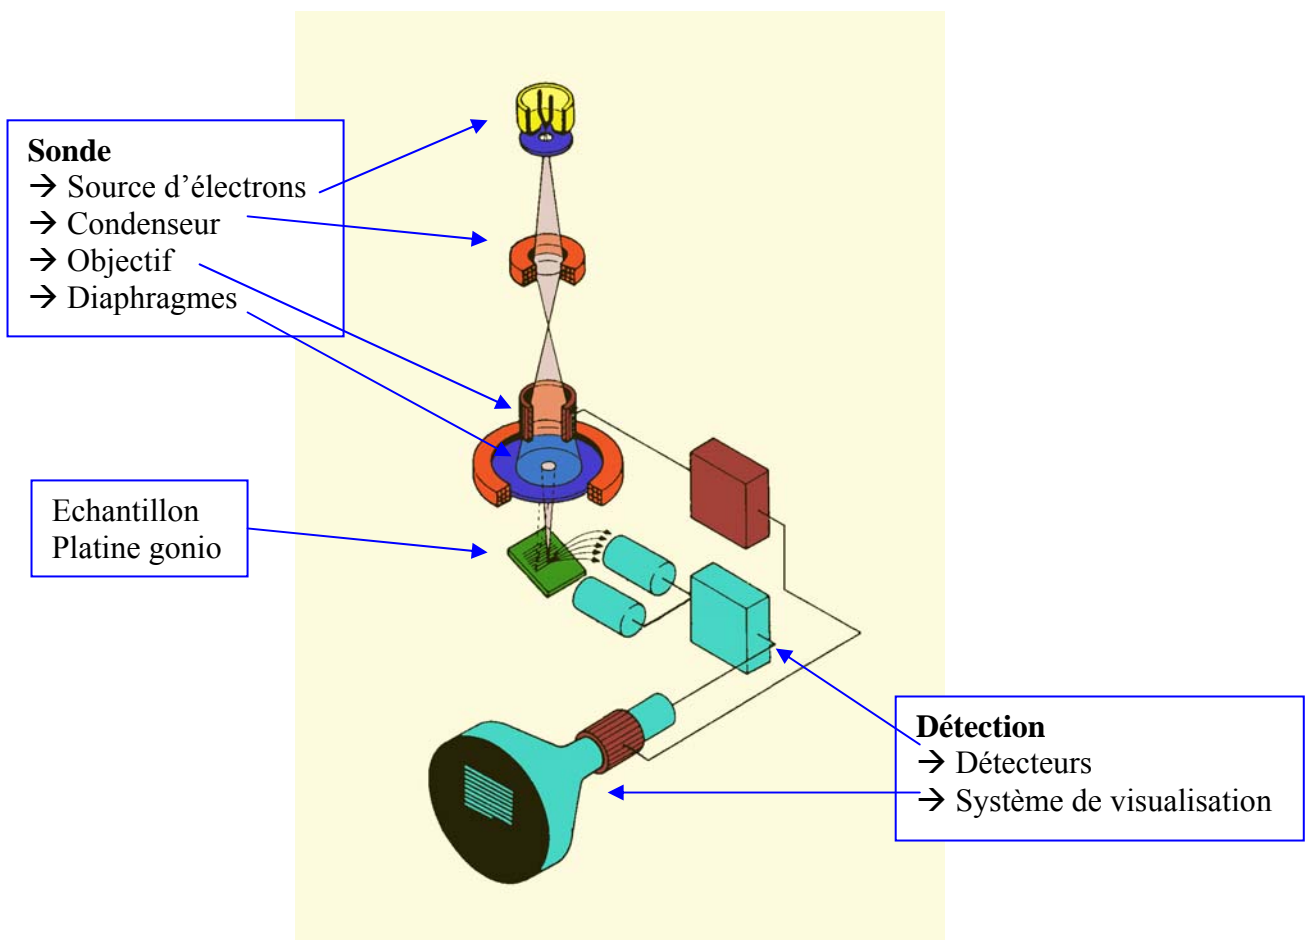 Sonde
→ Source d’électrons
→ Condenseur
→ Objectif
→ Diaphragmes
Echantillon
Platine gonio
Détection
→ Détecteurs
→ Système de visualisation